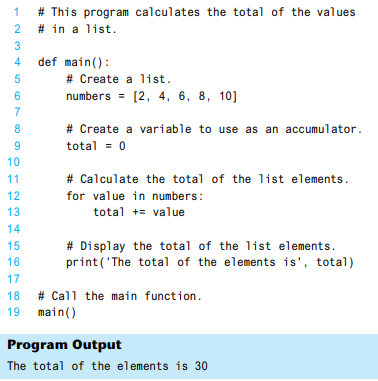 1 # This program calculates the total of the values
2 # in a list.
3
4 def main():
5     # Create a list.
6     numbers = [2, 4, 6, 8, 10]
7
8     # Create a variable to use as an accumulator.
9     total = 0
10
11     # Calculate the total of the list elements.
12     for value in numbers:
13         total += value
14
15     # Display the total of the list elements.
16     print('The total of the elements is', total)
17
18 # Call the main function.
19 main()
Program Output
The total of the elements is 30